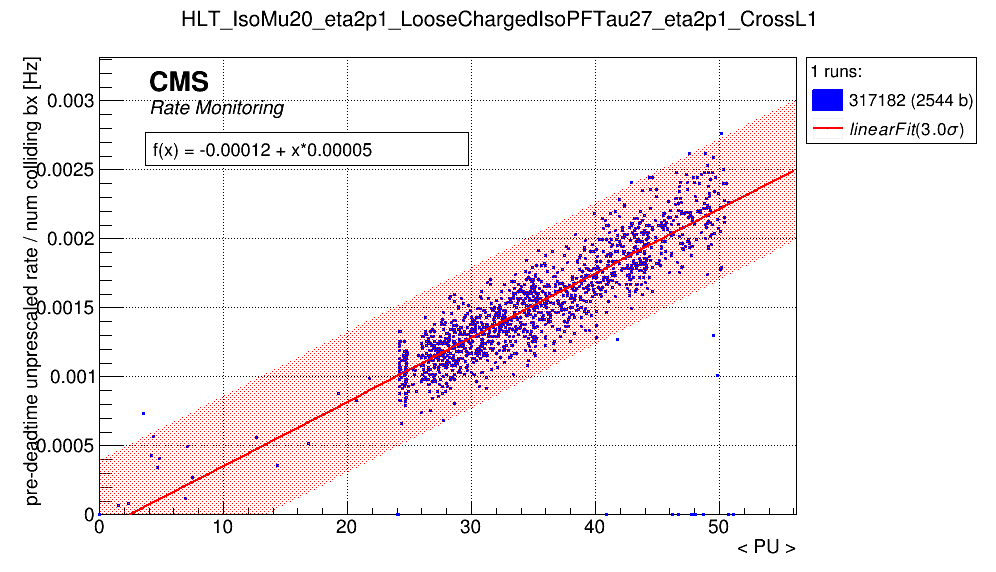 HLT_IsoMu20_eta2p1_LooseChargedIsoPFTau27_eta2p1_CrossL1
pre-deadtime unprescaled rate / num colliding bx [Hz]
CMS
Rate Monitoring
f(x) = -0.00012 + x*0.00005
1 runs:
317182 (2544 b)
linearFit(3.0σ)
0.003
0.0025
0.002
0.0015
0.001
0.0005
0
0 10 20 30 40 50
< PU >